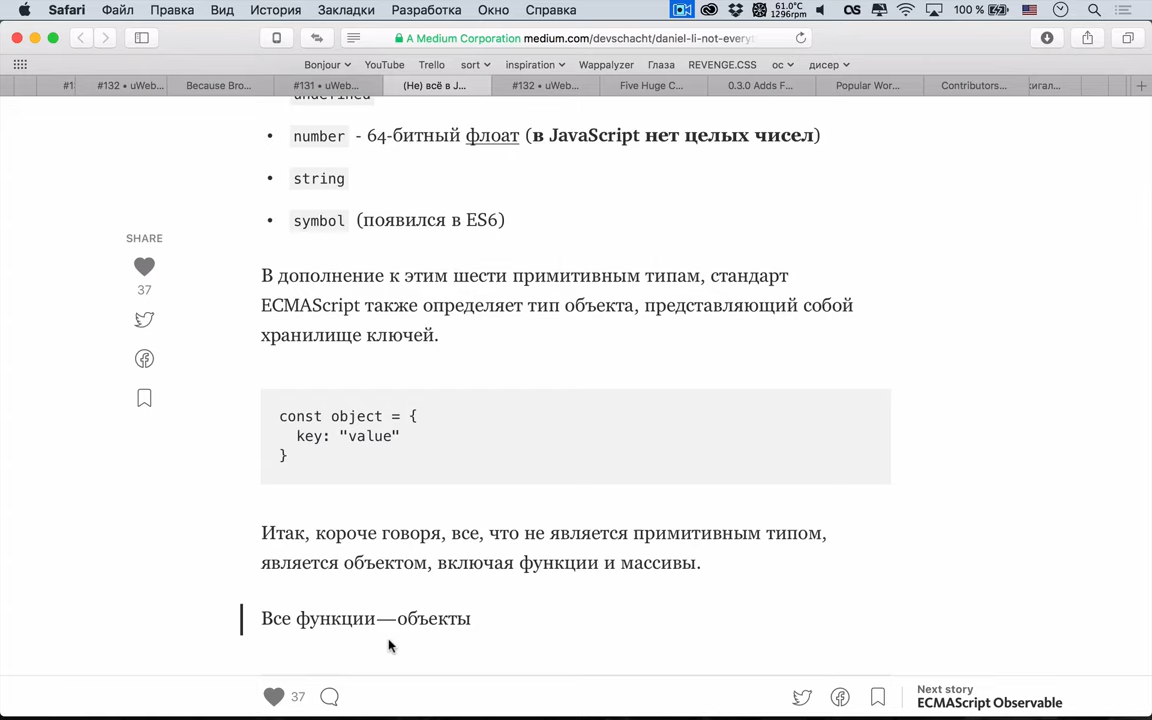 Safari Файл Правка Вид История Закладки Разработка Окно Справка 61.0°C 1296rpm 100 %
A Medium Corporation medium.com/devschacht/daniel-li-not-every
Bonjour YouTube Trello sort inspiration Wappalyzer Глаза REVENGE.CSS ос дисер
#1 #132 • uWeb... Because Bro... #131 • uWeb... (Не) всё в J... #132 • uWeb... Five Huge C... 0.3.0 Adds F... Popular Wor... Contributors... кигал...
undefined
number - 64-битный флоат (в JavaScript нет целых чисел)
string
symbol (появился в ES6)
SHARE
37
В дополнение к этим шести примитивным типам, стандарт
ECMAScript также определяет тип объекта, представляющий собой
хранилище ключей.
const object = {
key: "value"
}
Итак, короче говоря, все, что не является примитивным типом,
является объектом, включая функции и массивы.
Все функции—объекты
37
Next story
ECMAScript Observable